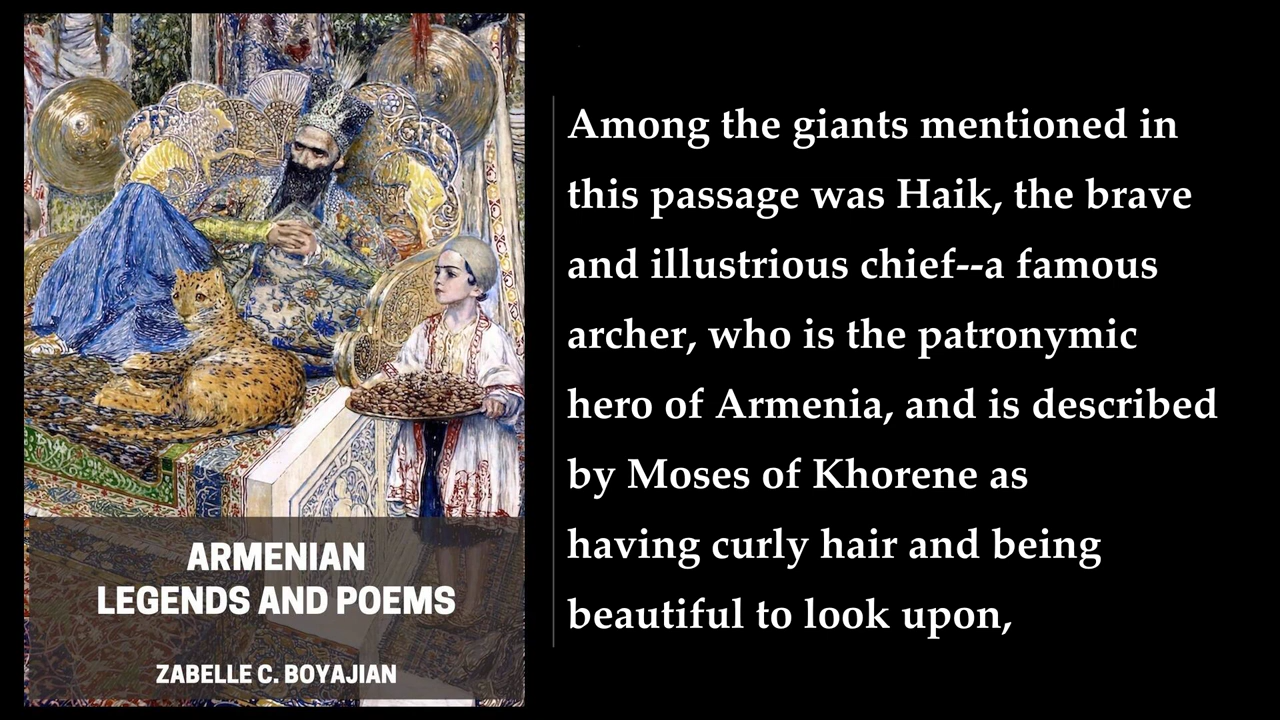 ARMENIAN
LEGENDS AND POEMS
ZABELLE C. BOYAJIAN
Among the giants mentioned in
this passage was Haik, the brave
and illustrious chief--a famous
archer, who is the patronymic
hero of Armenia, and is described
by Moses of Khorene as
having curly hair and being
beautiful to look upon,